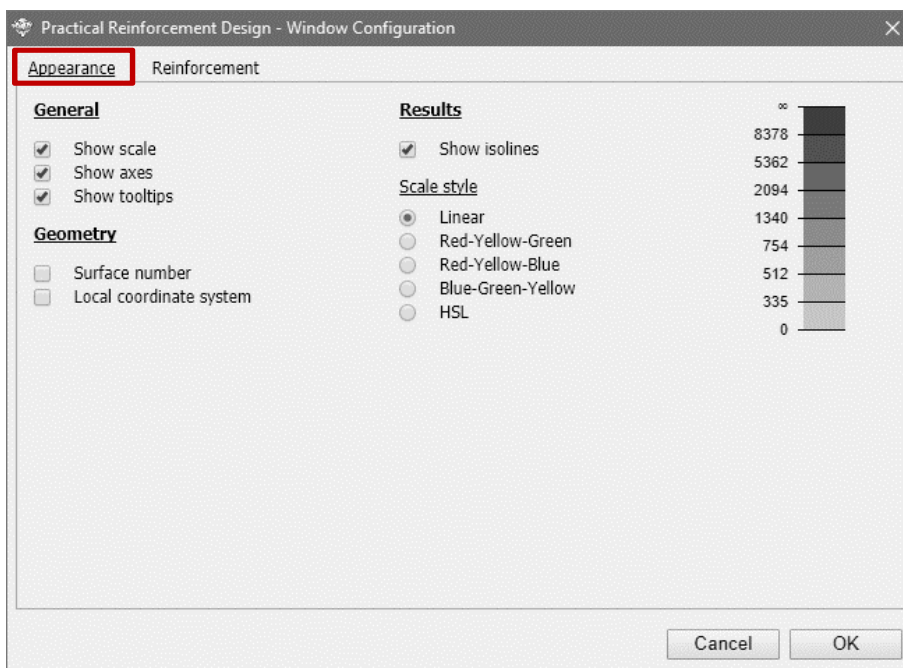 Practical Reinforcement Design - Window Configuration
Appearance
Reinforcement
General
Show scale
Show axes
Show tooltips
Geometry
Surface number
Local coordinate system
Results
Show isolines
Scale style
Linear
Red-Yellow-Green
Red-Yellow-Blue
Blue-Green-Yellow
HSL
∞
8378
5362
2094
1340
754
512
335
0
Cancel
OK